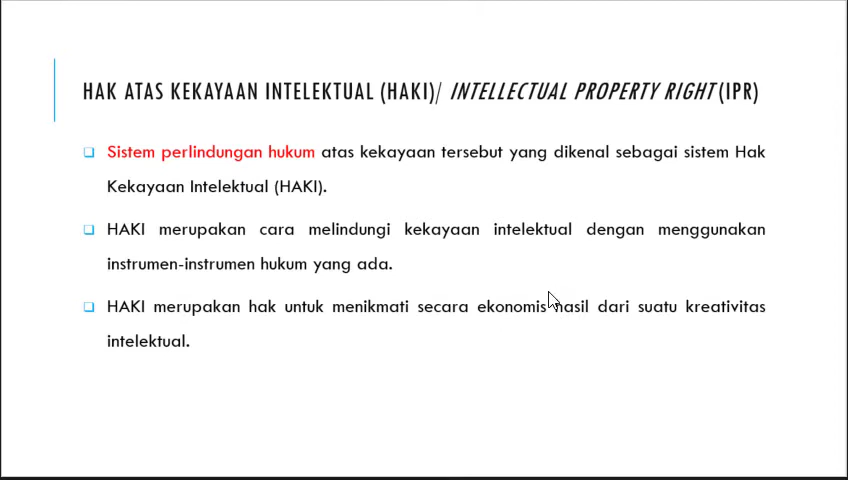 HAK ATAS KEKAYAAN INTELEKTUAL (HAKI)/ INTELLECTUAL PROPERTY RIGHT (IPR)
Sistem perlindungan hukum atas kekayaan tersebut yang dikenal sebagai sistem Hak
Kekayaan Intelektual (HAKI).
HAKI merupakan cara melindungi kekayaan intelektual dengan menggunakan
instrumen-instrumen hukum yang ada.
HAKI merupakan hak untuk menikmati secara ekonomis hasil dari suatu kreativitas
intelektual.